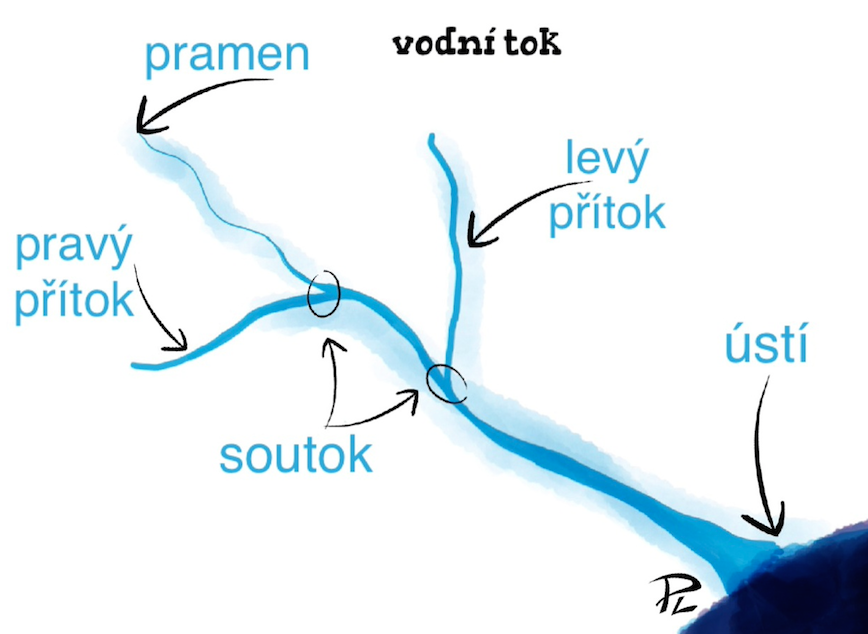 vodní tok
pramen
levý
přítok
pravý
přítok
ústí
soutok
PL